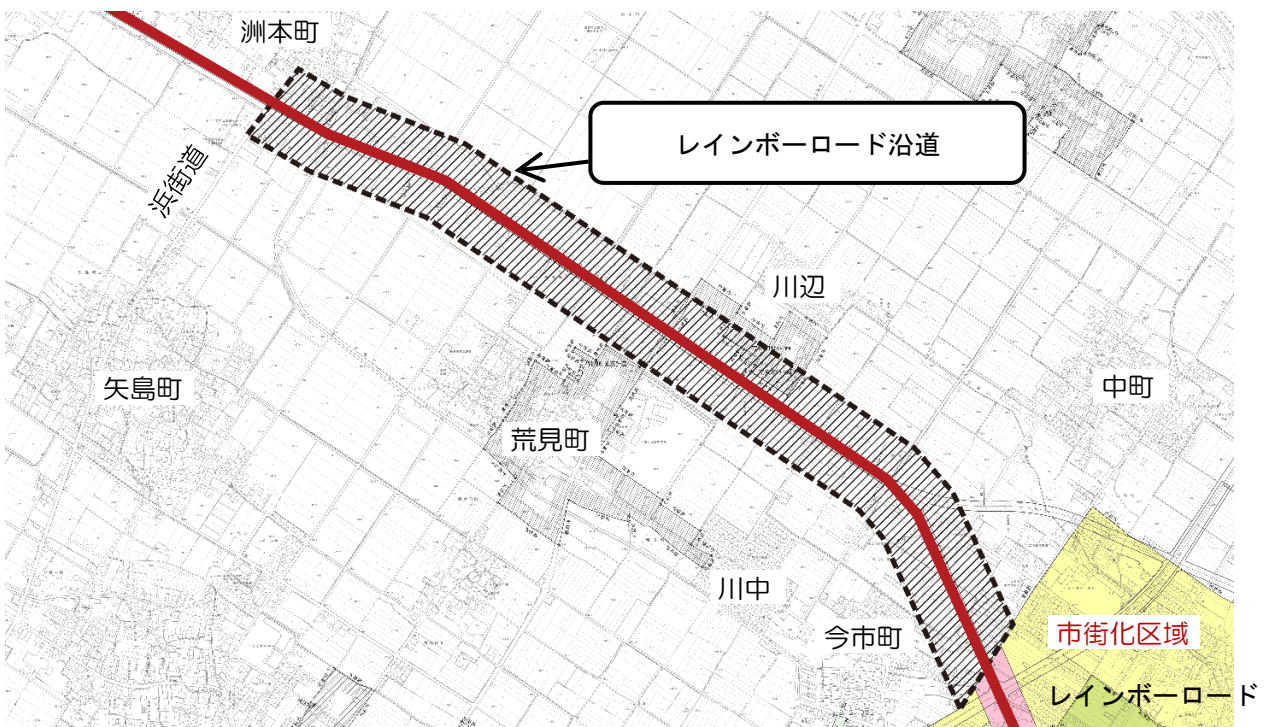 洲本町
レインボーロード沿道
浜街道
川辺
矢島町
中町
荒見町
川中
今市町
市街化区域
レインボーロード